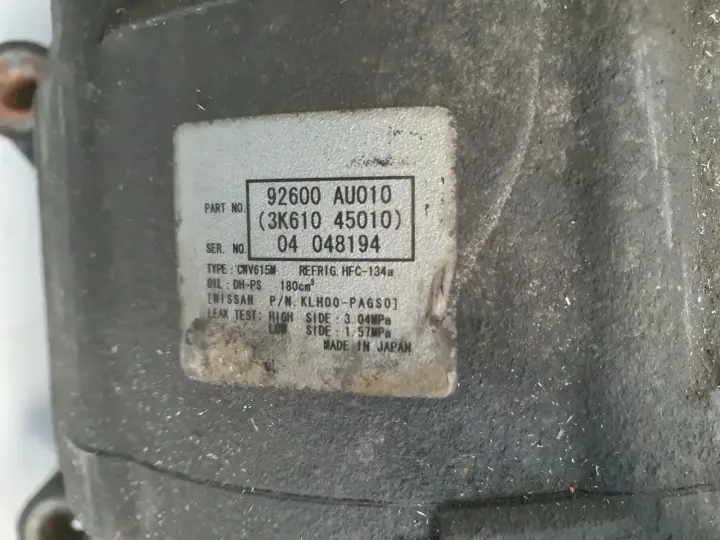 PART NO. 92600 AU010
(3K610 45010)
SER. NO. 04 048194
TYPE : CWV615M REFRIG. HFC-134a
OIL : DH-PS 180cm³
[NISSAN P/N. KLH00-PAGS0]
LEAK TEST: HIGH SIDE : 3.04MPa
LOW SIDE : 1.57MPa
MADE IN JAPAN